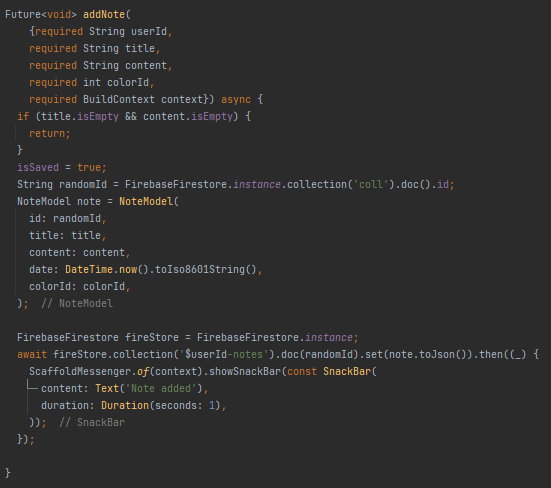 Future<void> addNote(
    {required String userId,
    required String title,
    required String content,
    required int colorId,
    required BuildContext context}) async {
  if (title.isEmpty && content.isEmpty) {
    return;
  }
  isSaved = true;
  String randomId = FirebaseFirestore.instance.collection('coll').doc().id;
  NoteModel note = NoteModel(
    id: randomId,
    title: title,
    content: content,
    date: DateTime.now().toIso8601String(),
    colorId: colorId,
  );  // NoteModel

  FirebaseFirestore fireStore = FirebaseFirestore.instance;
  await fireStore.collection('$userId-notes').doc(randomId).set(note.toJson()).then((_) {
    ScaffoldMessenger.of(context).showSnackBar(const SnackBar(
      content: Text('Note added'),
      duration: Duration(seconds: 1),
    ));  // SnackBar
  });

}